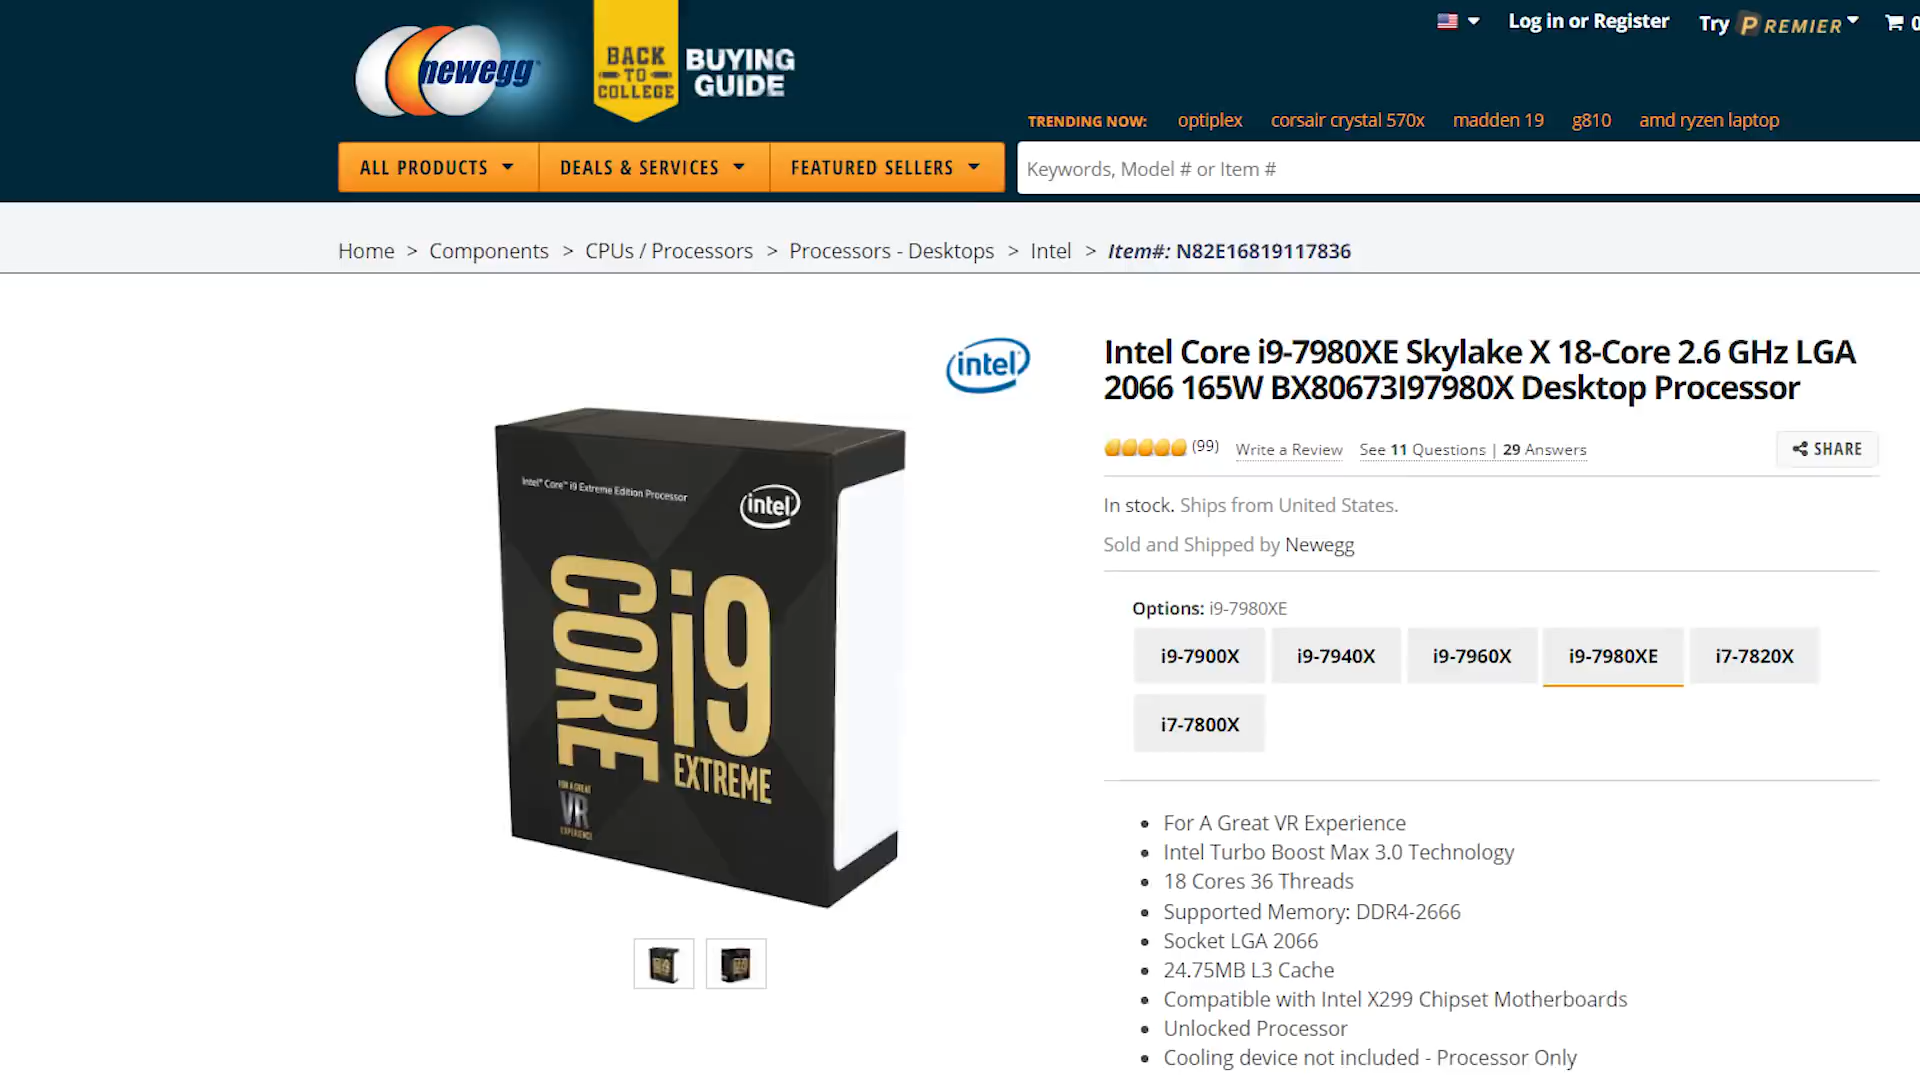 newegg
BACK
TO
COLLEGE
BUYING
GUIDE
Log in or Register
Try PREMIER
0
TRENDING NOW: optiplex corsair crystal 570x madden 19 g810 amd ryzen laptop
ALL PRODUCTS
DEALS & SERVICES
FEATURED SELLERS
Keywords, Model # or Item #
Home > Components > CPUs / Processors > Processors - Desktops > Intel > Item#: N82E16819117836
intel
Intel Core i9-7980XE Skylake X 18-Core 2.6 GHz LGA
2066 165W BX80673I97980X Desktop Processor
(99) Write a Review See 11 Questions | 29 Answers
SHARE
In stock. Ships from United States.
Sold and Shipped by Newegg
Options: i9-7980XE
i9-7900X
i9-7940X
i9-7960X
i9-7980XE
i7-7820X
i7-7800X
For A Great VR Experience
Intel Turbo Boost Max 3.0 Technology
18 Cores 36 Threads
Supported Memory: DDR4-2666
Socket LGA 2066
24.75MB L3 Cache
Compatible with Intel X299 Chipset Motherboards
Unlocked Processor
Cooling device not included - Processor Only
Intel® Core™ i9 Extreme Edition Processor
intel
CORE
i9
EXTREME
FOR A GREAT
VR
EXPERIENCE